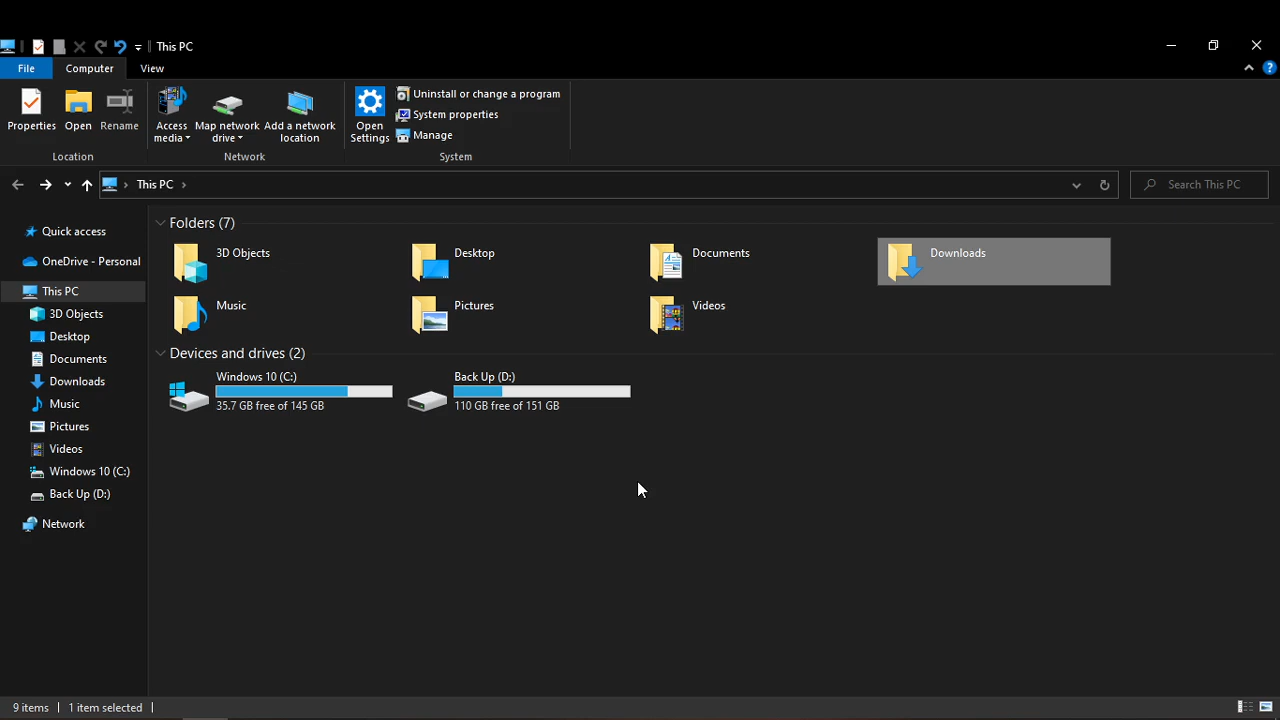 This PC
File Computer View
Properties Open Rename Access media Map network drive Add a network location Open Settings Uninstall or change a program
System properties
Manage
Location Network System
This PC Search This PC
Quick access
OneDrive - Personal
This PC
3D Objects
Desktop
Documents
Downloads
Music
Pictures
Videos
Windows 10 (C:)
Back Up (D:)
Network
Folders (7)
3D Objects Desktop Documents Downloads
Music Pictures Videos
Devices and drives (2)
Windows 10 (C:) Back Up (D:)
35.7 GB free of 145 GB 110 GB free of 151 GB
9 items 1 item selected